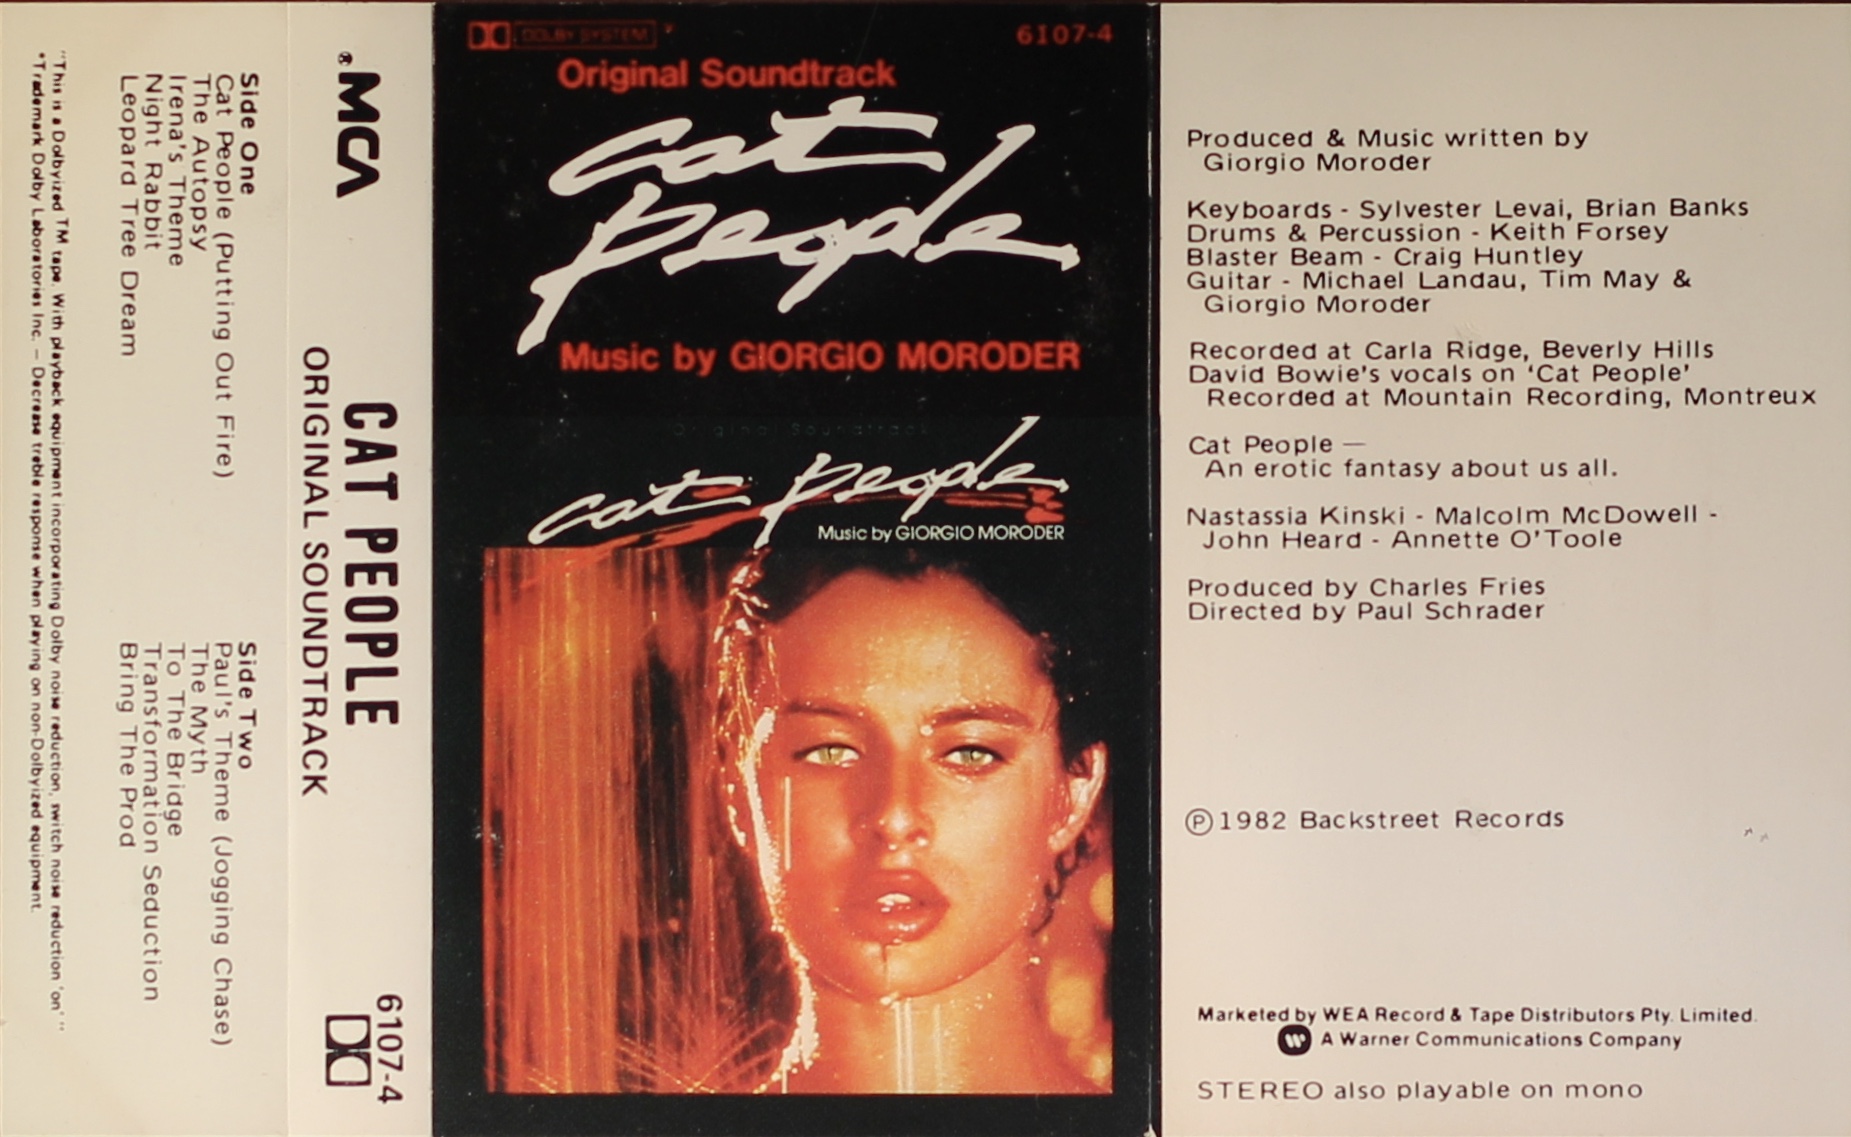 "This is a Dolbyized TM tape. With playback equipment incorporating Dolby noise reduction, switch noise reduction 'on'."
*Trademark Dolby Laboratories Inc. — Decrease treble response when playing on non-Dolbyized equipment.
Side One
Cat People (Putting Out Fire)
The Autopsy
Irena's Theme
Night Rabbit
Leopard Tree Dream
Side Two
Paul's Theme (Jogging Chase)
The Myth
To The Bridge
Transformation Seduction
Bring The Prod
MCA®
CAT PEOPLE
ORIGINAL SOUNDTRACK
6107-4
DOLBY SYSTEM
6107-4
Original Soundtrack
cat
people
Music by GIORGIO MORODER
Original Soundtrack
cat people
Music by GIORGIO MORODER
Produced & Music written by
Giorgio Moroder
Keyboards - Sylvester Levai, Brian Banks
Drums & Percussion - Keith Forsey
Blaster Beam - Craig Huntley
Guitar - Michael Landau, Tim May &
Giorgio Moroder
Recorded at Carla Ridge, Beverly Hills
David Bowie's vocals on 'Cat People'
Recorded at Mountain Recording, Montreux
Cat People —
An erotic fantasy about us all.
Nastassia Kinski - Malcolm McDowell -
John Heard - Annette O'Toole
Produced by Charles Fries
Directed by Paul Schrader
℗1982 Backstreet Records
Marketed by WEA Record & Tape Distributors Pty. Limited.
A Warner Communications Company
STEREO also playable on mono